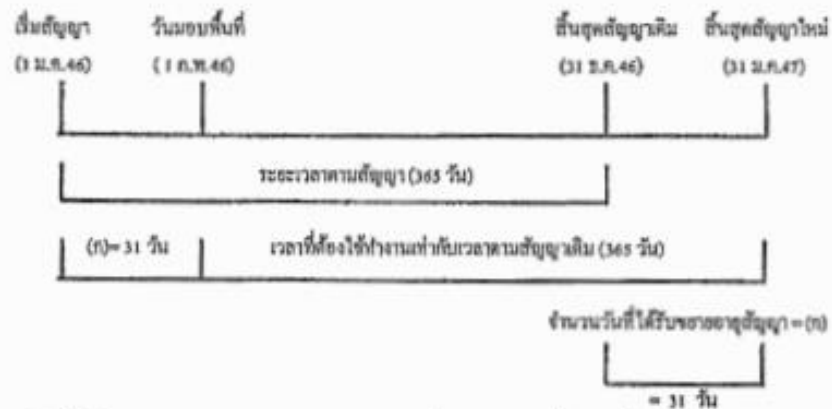 เริ่มสัญญา วันมอบพื้นที่ สิ้นสุดสัญญาเดิม สิ้นสุดสัญญาใหม่
(1 ม.ค.46) (1 ก.พ.46) (31 ธ.ค.46) (31 ม.ค.47)
ระยะเวลาตามสัญญา (365 วัน)
(ก)= 31 วัน เวลาที่ต้องใช้ทำงานเท่ากับเวลาตามสัญญาเดิม (365 วัน)
จำนวนวันที่ได้รับขยายอายุสัญญา = (ก)
= 31 วัน